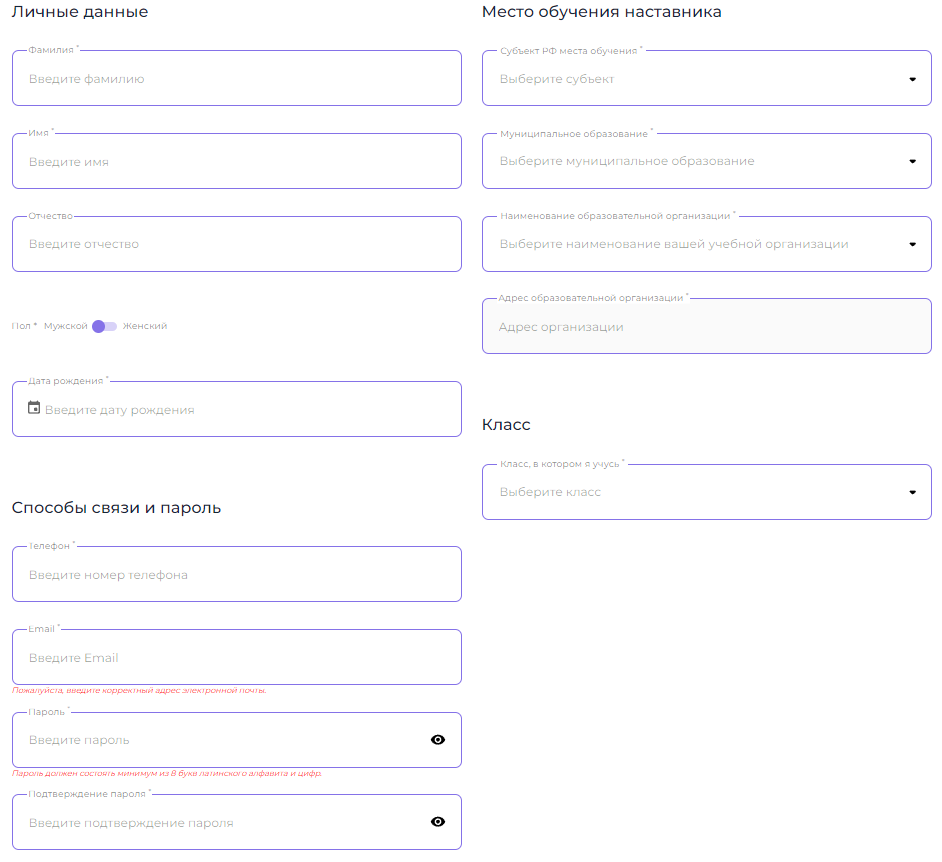 Личные данные
Фамилия *
Введите фамилию
Имя *
Введите имя
Отчество
Введите отчество
Пол * Мужской Женский
Дата рождения *
Введите дату рождения
Способы связи и пароль
Телефон *
Введите номер телефона
Email *
Введите Email
Пожалуйста, введите корректный адрес электронной почты.
Пароль *
Введите пароль
Пароль должен состоять минимум из 8 букв латинского алфавита и цифр.
Подтверждение пароля *
Введите подтверждение пароля
Место обучения наставника
Субъект РФ места обучения *
Выберите субъект
Муниципальное образование *
Выберите муниципальное образование
Наименование образовательной организации *
Выберите наименование вашей учебной организации
Адрес образовательной организации *
Адрес организации
Класс
Класс, в котором я учусь *
Выберите класс